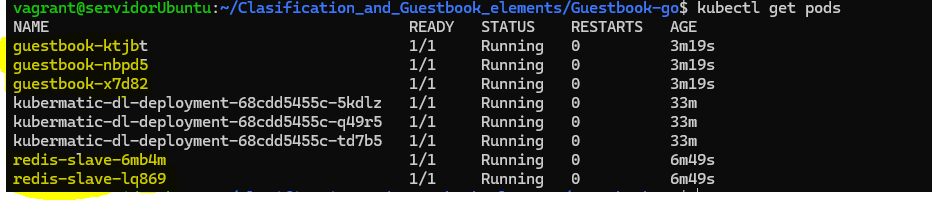 vagrant@servidorUbuntu:~/Clasification_and_Guestbook_elements/Guestbook-go$ kubectl get pods
NAME READY STATUS RESTARTS AGE
guestbook-ktjbt 1/1 Running 0 3m19s
guestbook-nbpd5 1/1 Running 0 3m19s
guestbook-x7d82 1/1 Running 0 3m19s
kubermatic-dl-deployment-68cdd5455c-5kdlz 1/1 Running 0 33m
kubermatic-dl-deployment-68cdd5455c-q49r5 1/1 Running 0 33m
kubermatic-dl-deployment-68cdd5455c-td7b5 1/1 Running 0 33m
redis-slave-6mb4m 1/1 Running 0 6m49s
redis-slave-lq869 1/1 Running 0 6m49s